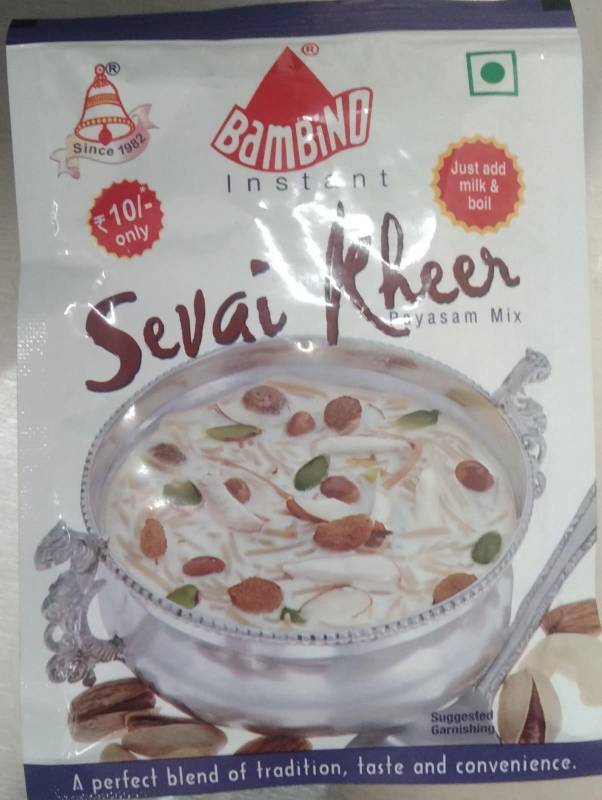 ®
Since 1982
BamBiNO
®
Instant
₹10/-*
only
Just add
milk &
boil
Sevai Kheer
Payasam Mix
Suggested
Garnishing
A perfect blend of tradition, taste and convenience.